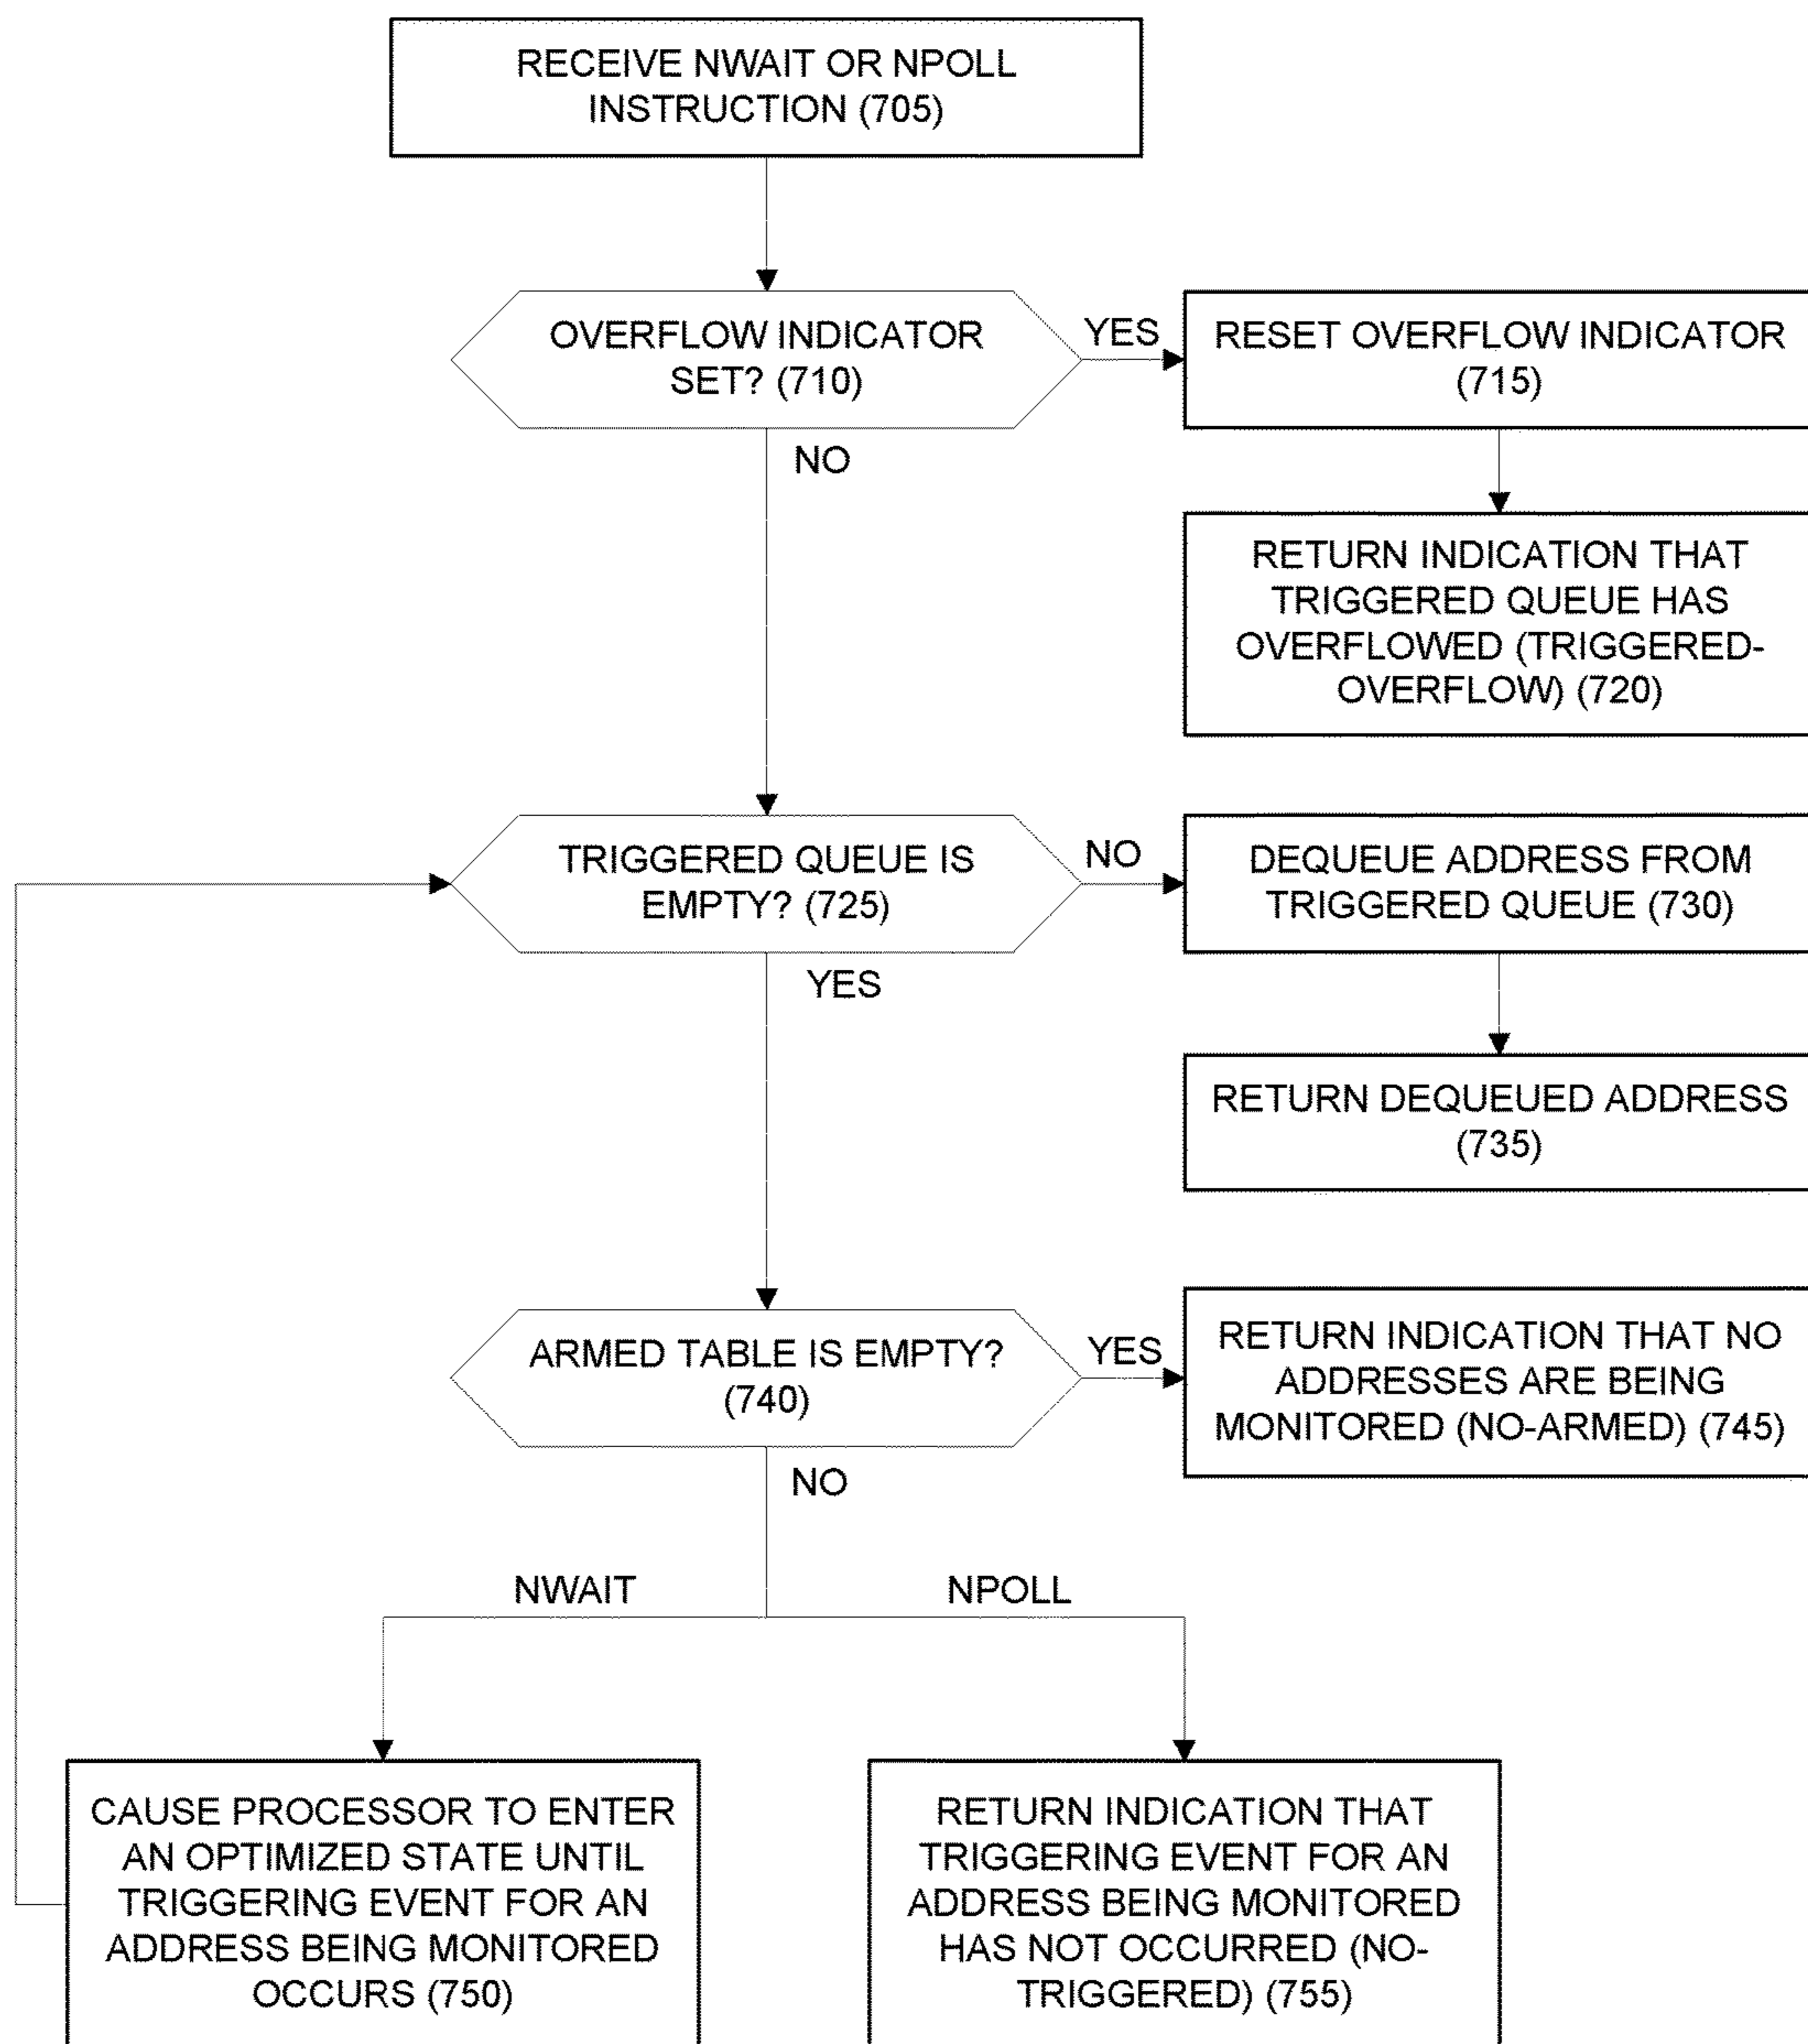 RECEIVE NWAIT OR NPOLL
INSTRUCTION (705)
OVERFLOW INDICATOR
SET? (710)
YES
RESET OVERFLOW INDICATOR
(715)
NO
RETURN INDICATION THAT
TRIGGERED QUEUE HAS
OVERFLOWED (TRIGGERED-
OVERFLOW) (720)
TRIGGERED QUEUE IS
EMPTY? (725)
NO
DEQUEUE ADDRESS FROM
TRIGGERED QUEUE (730)
YES
RETURN DEQUEUED ADDRESS
(735)
ARMED TABLE IS EMPTY?
(740)
YES
RETURN INDICATION THAT NO
ADDRESSES ARE BEING
MONITORED (NO-ARMED) (745)
NO
NWAIT
NPOLL
CAUSE PROCESSOR TO ENTER
AN OPTIMIZED STATE UNTIL
TRIGGERING EVENT FOR AN
ADDRESS BEING MONITORED
OCCURS (750)
RETURN INDICATION THAT
TRIGGERING EVENT FOR AN
ADDRESS BEING MONITORED
HAS NOT OCCURRED (NO-
TRIGGERED) (755)